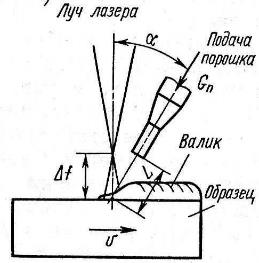 Луч лазера
α
Подача
порошка
Gп
Валик
L
Δf
Образец
υ